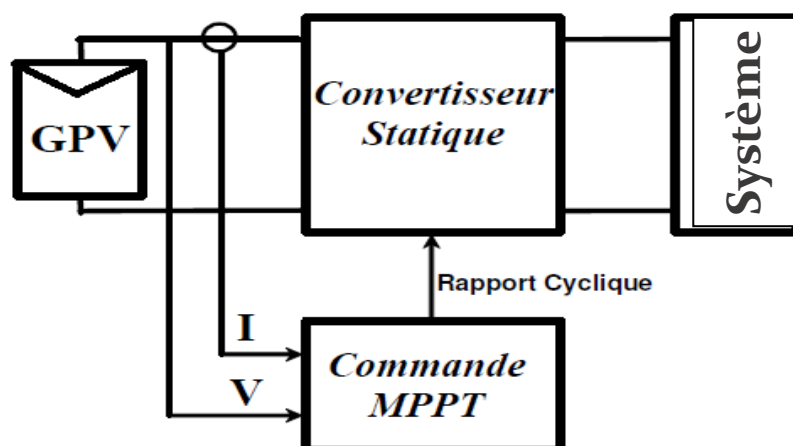 GPV
Convertisseur
Statique
Système
Rapport Cyclique
I
V
Commande
MPPT